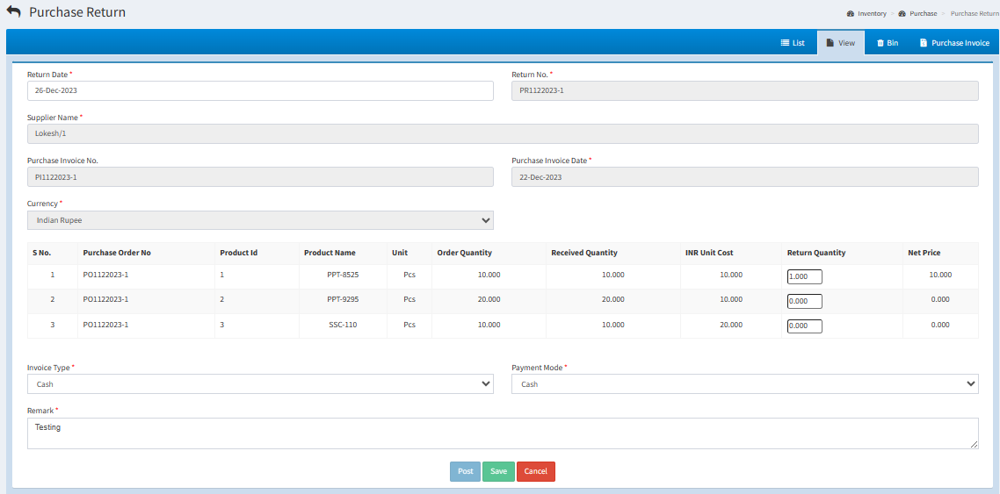 Purchase Return
Inventory > Purchase > Purchase Return
List View Bin Purchase Invoice
Return Date * Return No. *
26-Dec-2023 PR1122023-1
Supplier Name *
Lokesh/1
Purchase Invoice No. Purchase Invoice Date *
PI1122023-1 22-Dec-2023
Currency *
Indian Rupee
S No. Purchase Order No Product Id Product Name Unit Order Quantity Received Quantity INR Unit Cost Return Quantity Net Price
1 PO1122023-1 1 PPT-8525 Pcs 10.000 10.000 10.000 1.000 10.000
2 PO1122023-1 2 PPT-9295 Pcs 20.000 20.000 10.000 0.000 0.000
3 PO1122023-1 3 SSC-110 Pcs 10.000 10.000 20.000 0.000 0.000
Invoice Type * Payment Mode *
Cash Cash
Remark *
Testing
Post Save Cancel